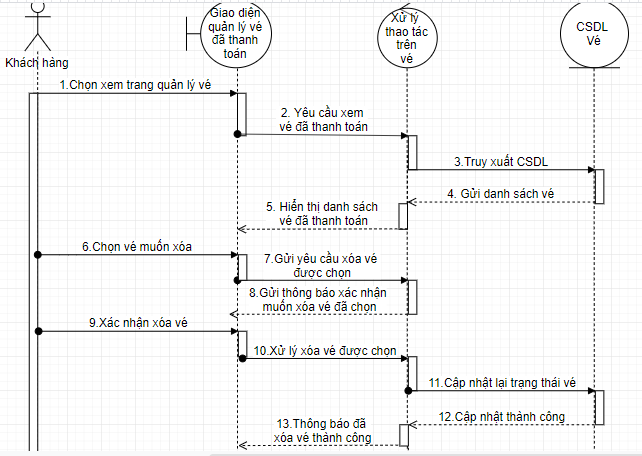 Giao diện
quản lý vé
đã thanh
toán
Xử lý
thao tác
trên
vé
CSDL
Vé
Khách hàng
1.Chọn xem trang quản lý vé
2. Yêu cầu xem
vé đã thanh toán
3.Truy xuất CSDL
4. Gửi danh sách vé
5. Hiển thị danh sách
vé đã thanh toán
6.Chọn vé muốn xóa
7.Gửi yêu cầu xóa vé
được chọn
8.Gửi thông báo xác nhận
muốn xóa vé đã chọn
9.Xác nhận xóa vé
10.Xử lý xóa vé được chọn
11.Cập nhật lại trạng thái vé
12.Cập nhật thành công
13.Thông báo đã
xóa vé thành công